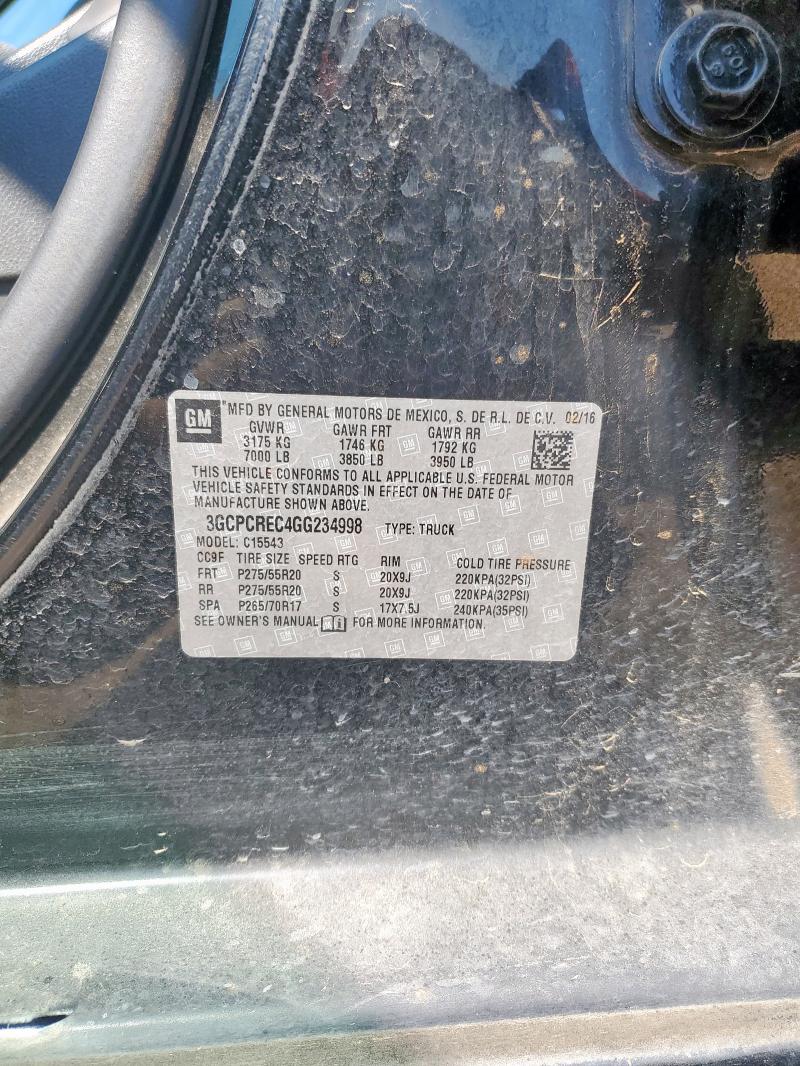 GM
"MFD BY GENERAL MOTORS DE MEXICO, S. DE R.L. DE C.V. 02/16
GVWR GAWR FRT GAWR RR
3175 KG 1746 KG 1792 KG
7000 LB 3850 LB 3950 LB
THIS VEHICLE CONFORMS TO ALL APPLICABLE U.S. FEDERAL MOTOR
VEHICLE SAFETY STANDARDS IN EFFECT ON THE DATE OF
MANUFACTURE SHOWN ABOVE.
3GCPCREC4GG234998 TYPE: TRUCK
MODEL: C15543
CC9F TIRE SIZE SPEED RTG RIM COLD TIRE PRESSURE
FRT P275/55R20 S 20X9J 220KPA(32PSI)
RR P275/55R20 S 20X9J 220KPA(32PSI)
SPA P265/70R17 S 17X7.5J 240KPA(35PSI)
SEE OWNER'S MANUAL FOR MORE INFORMATION.